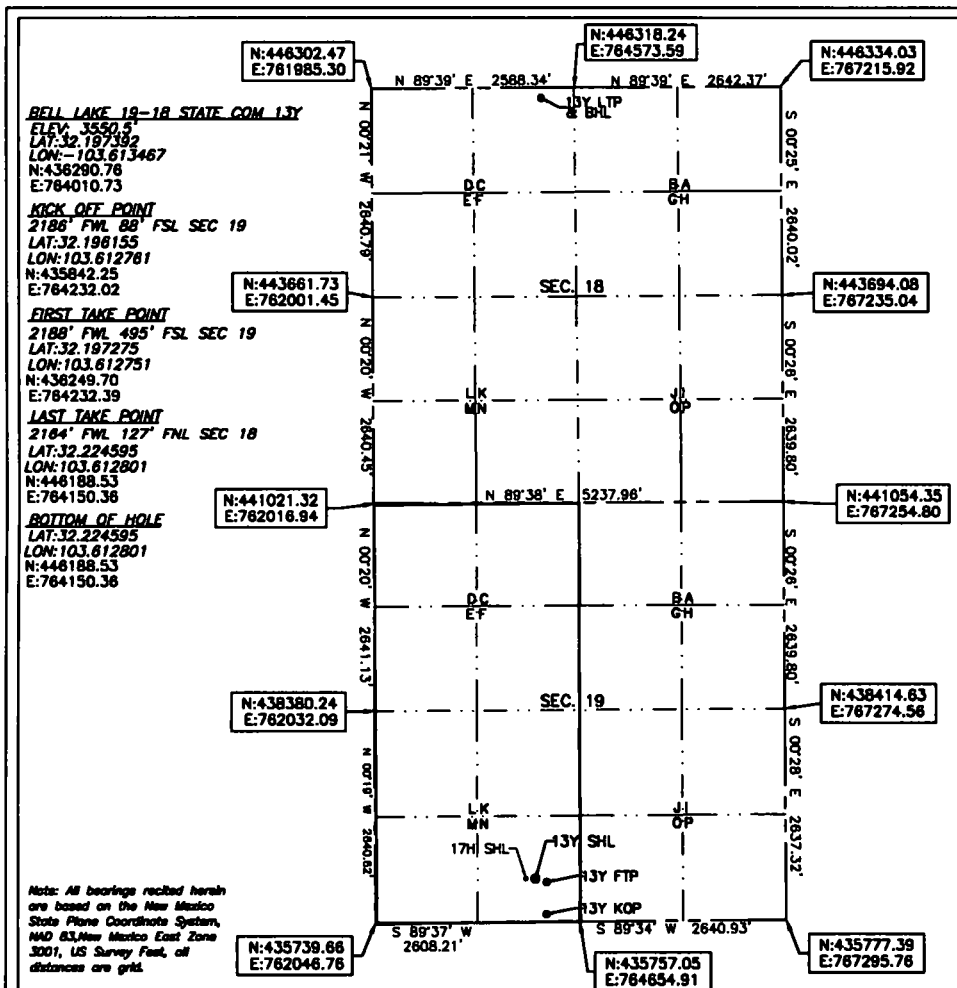 N:446318.24
E:764573.59
N:446302.47
E:761985.30
N:446334.03
E:767215.92
N 89°39' E 2588.34'
N 89°39' E 2642.37'
13Y LTP
& BHL
BELL LAKE 19-18 STATE COM 13Y
ELEV: 3550.5'
LAT:32.197392
LON:-103.613467
N:436290.76
E:764010.73
KICK OFF POINT
2186' FWL 88' FSL SEC 19
LAT:32.196155
LON:103.612761
N:435842.25
E:764232.02
FIRST TAKE POINT
2188' FWL 495' FSL SEC 19
LAT:32.197275
LON:103.612751
N:436249.70
E:764232.39
LAST TAKE POINT
2164' FWL 127' FNL SEC 18
LAT:32.224595
LON:103.612801
N:446188.53
E:764150.36
BOTTOM OF HOLE
LAT:32.224595
LON:103.612801
N:446188.53
E:764150.36
N 00°21' W 2640.79'
S 00°25' E 2640.02'
D C
E F
B A
G H
N:443661.73
E:762001.45
SEC. 18
N:443694.08
E:767235.04
N 00°20' W 2640.45'
S 00°28' E 2639.80'
L K
M N
J I
O P
N 89°38' E 5237.96'
N:441021.32
E:762016.94
N:441054.35
E:767254.80
N 00°20' W 2641.13'
S 00°26' E 2639.80'
D C
E F
B A
G H
N:438380.24
E:762032.09
SEC. 19
N:438414.63
E:767274.56
N 00°19' W 2640.62'
S 00°28' E 2637.32'
L K
M N
J I
O P
17H SHL
13Y SHL
13Y FTP
13Y KOP
Note: All bearings recited herein
are based on the New Mexico
State Plane Coordinate System,
NAD 83,New Mexico East Zone
3001, US Survey Feet, all
distances are grid.
N:435739.66
E:762046.76
S 89°37' W
2608.21'
S 89°34' W 2640.93'
N:435757.05
E:764654.91
N:435777.39
E:767295.76